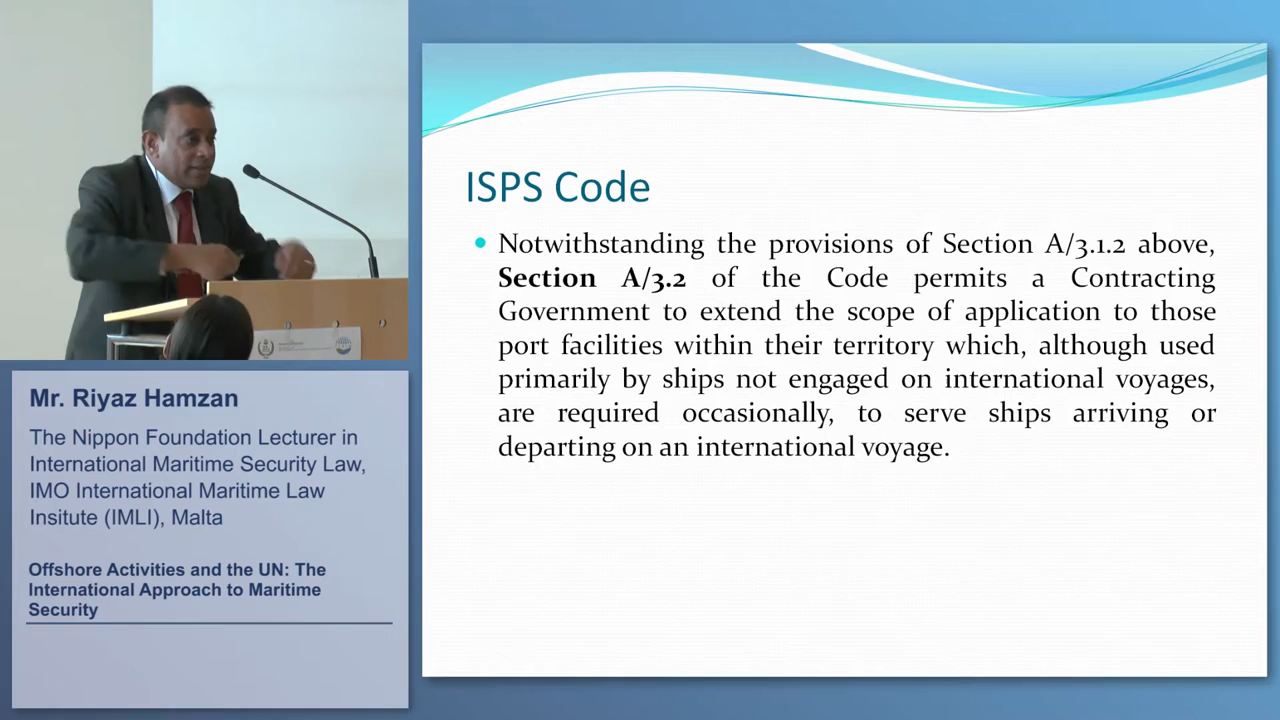 Mr. Riyaz Hamzan
The Nippon Foundation Lecturer in
International Maritime Security Law,
IMO International Maritime Law
Insitute (IMLI), Malta
Offshore Activities and the UN: The
International Approach to Maritime
Security
ISPS Code
Notwithstanding the provisions of Section A/3.1.2 above,
Section A/3.2 of the Code permits a Contracting
Government to extend the scope of application to those
port facilities within their territory which, although used
primarily by ships not engaged on international voyages,
are required occasionally, to serve ships arriving or
departing on an international voyage.